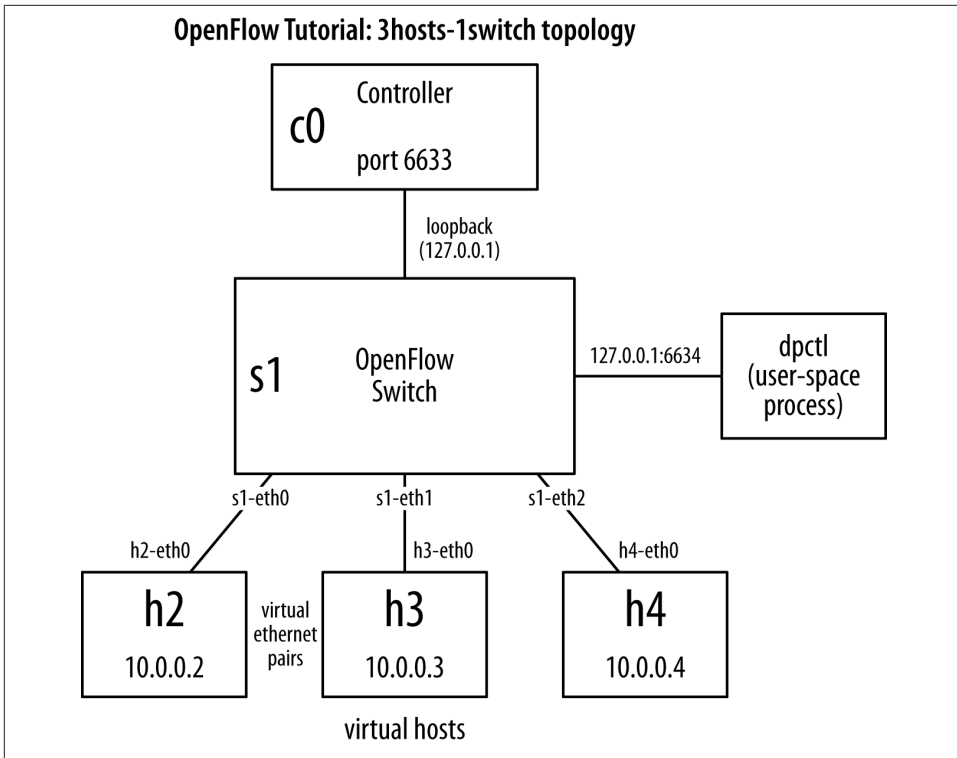 OpenFlow Tutorial: 3hosts-1switch topology
Controller
c0
port 6633
loopback
(127.0.0.1)
s1
OpenFlow
Switch
127.0.0.1:6634
dpctl
(user-space
process)
s1-eth0
s1-eth1
s1-eth2
h2-eth0
h3-eth0
h4-eth0
h2
10.0.0.2
virtual
ethernet
pairs
h3
10.0.0.3
h4
10.0.0.4
virtual hosts